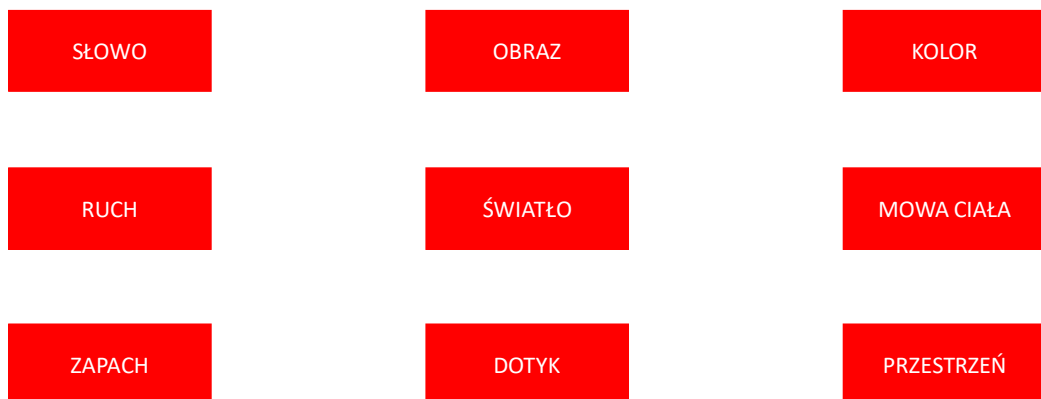 SŁOWO
OBRAZ
KOLOR
RUCH
ŚWIATŁO
MOWA CIAŁA
ZAPACH
DOTYK
PRZESTRZEŃ